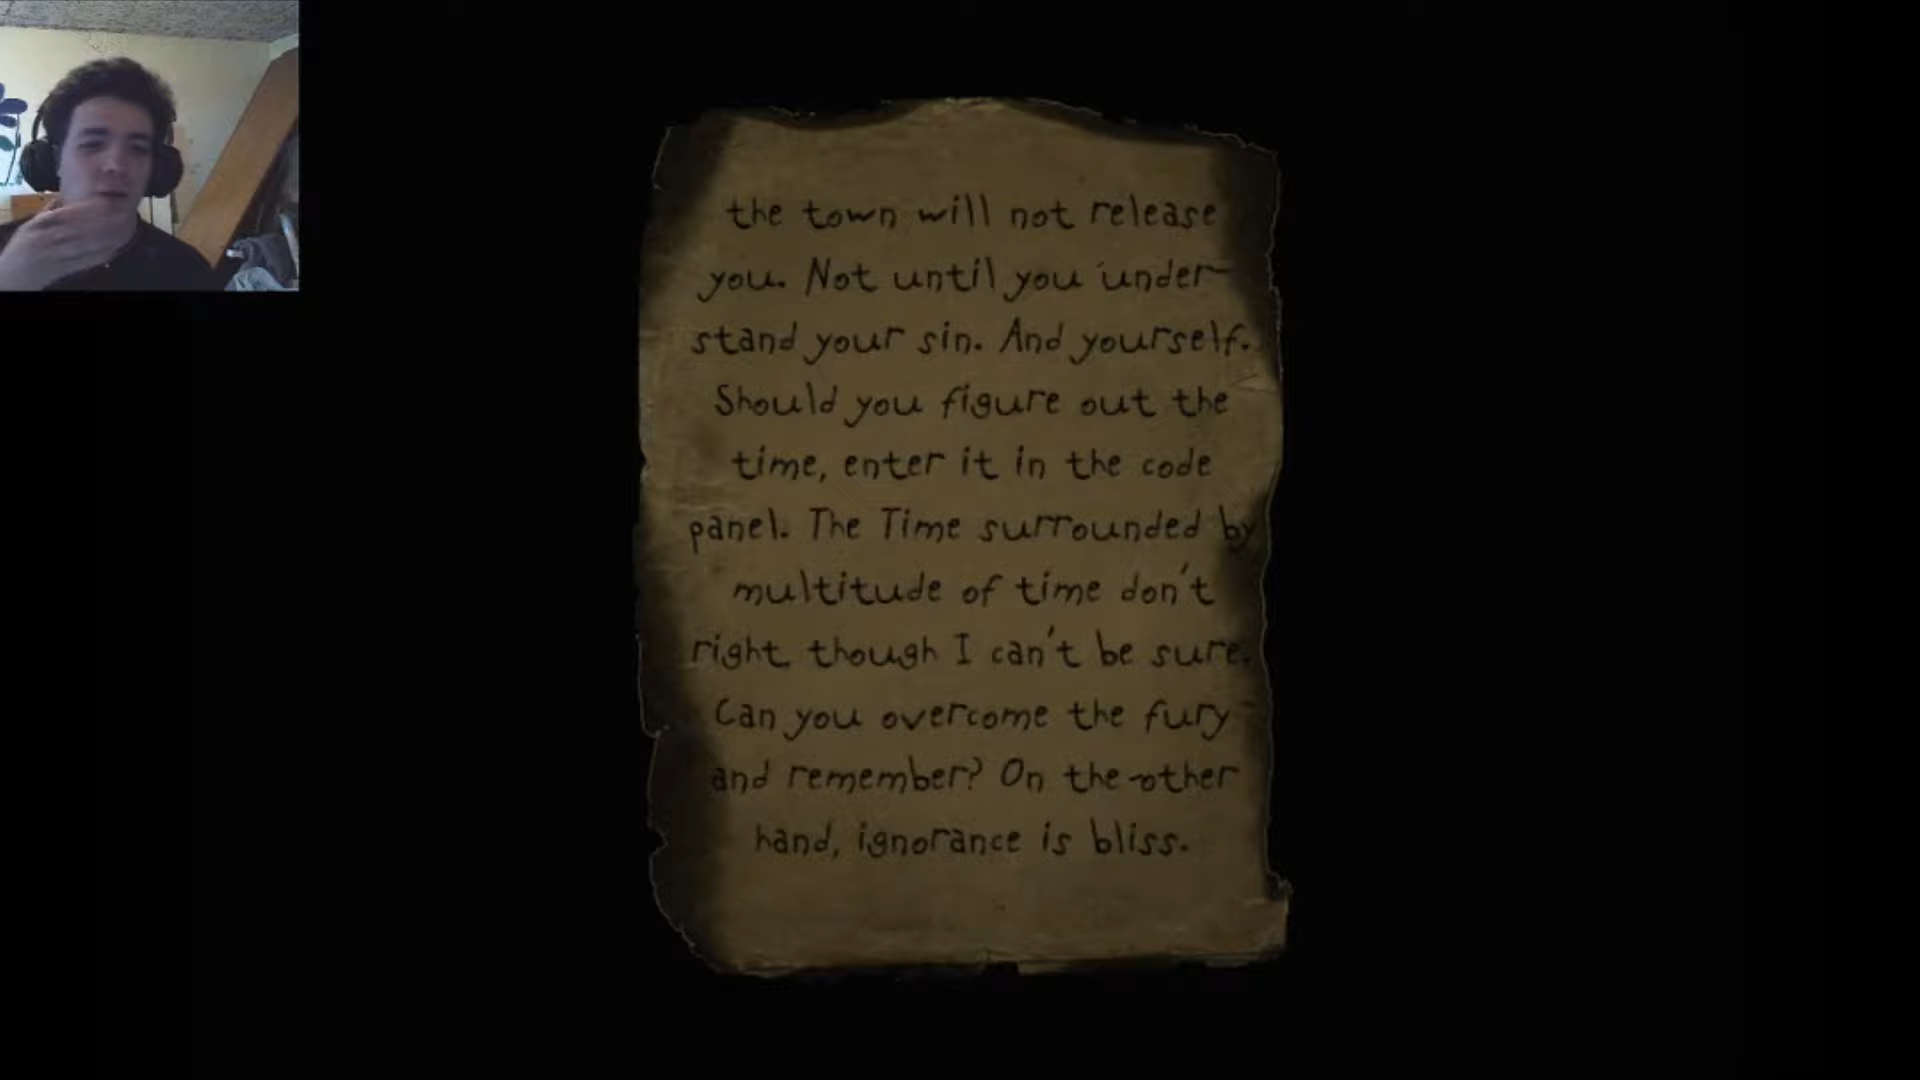 the town will not release
you. Not until you under-
stand your sin. And yourself.
Should you figure out the
time, enter it in the code
panel. The Time surrounded by
multitude of time don't
right though I can't be sure.
Can you overcome the fury
and remember? On the other
hand, ignorance is bliss.